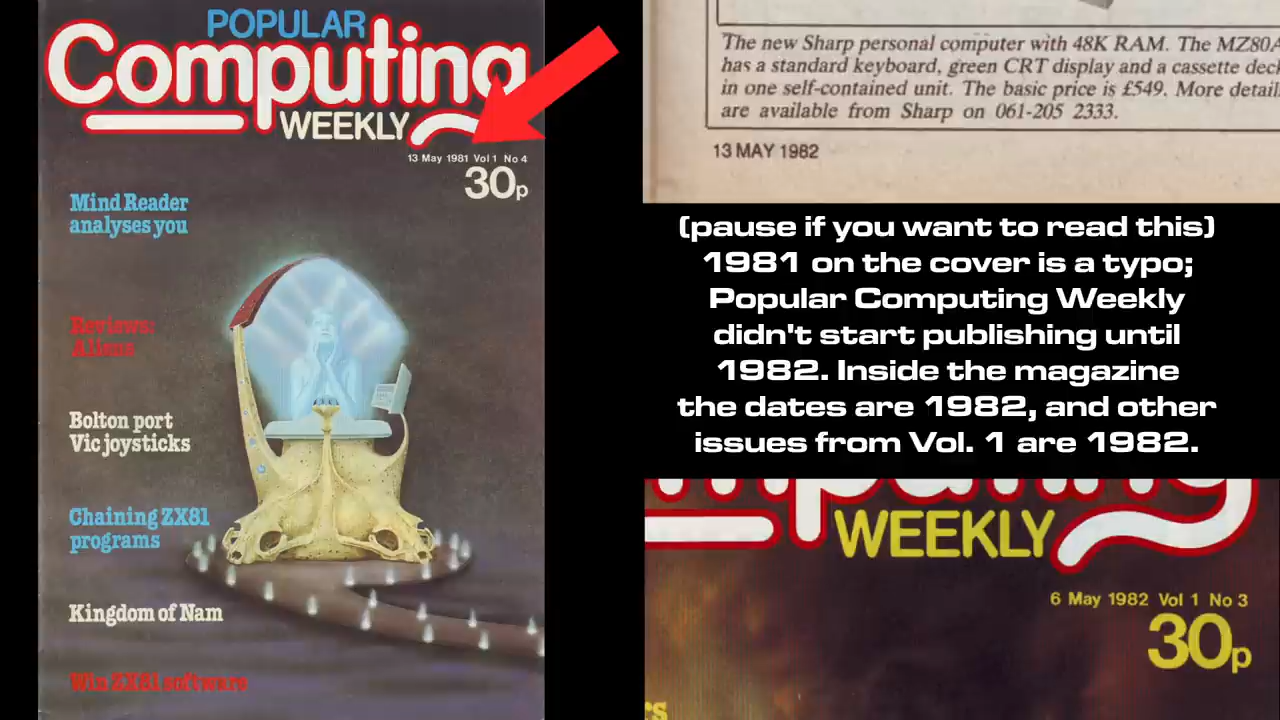 POPULAR
Computing
WEEKLY
13 May 1981 Vol 1 No 4
30p
Mind Reader
analyses you
Reviews:
Aliens
Bolton port
Vic joysticks
Chaining ZX81
programs
Kingdom of Nam
Win ZX81 software
The new Sharp personal computer with 48K RAM. The MZ80A
has a standard keyboard, green CRT display and a cassette deck
in one self-contained unit. The basic price is £549. More detail
are available from Sharp on 061-205 2333.
13 MAY 1982
(pause if you want to read this)
1981 on the cover is a typo;
Popular Computing Weekly
didn't start publishing until
1982. Inside the magazine
the dates are 1982, and other
issues from Vol. 1 are 1982.
WEEKLY
6 May 1982 Vol 1 No 3
30p